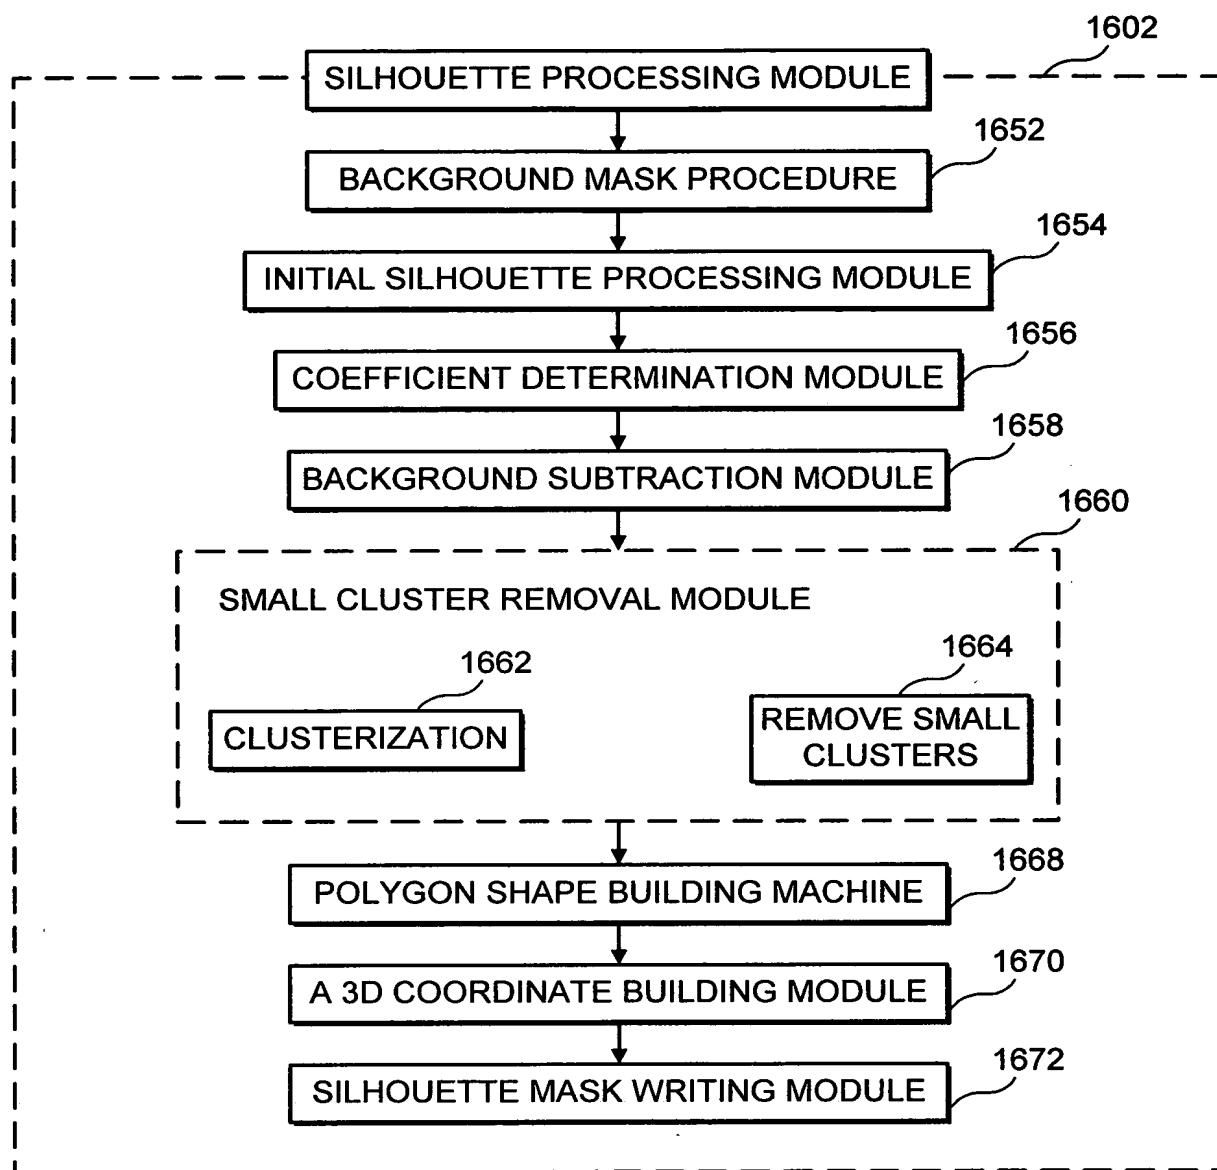 1602
SILHOUETTE PROCESSING MODULE
1652
BACKGROUND MASK PROCEDURE
1654
INITIAL SILHOUETTE PROCESSING MODULE
1656
COEFFICIENT DETERMINATION MODULE
1658
BACKGROUND SUBTRACTION MODULE
1660
SMALL CLUSTER REMOVAL MODULE
1662
CLUSTERIZATION
1664
REMOVE SMALL
CLUSTERS
1668
POLYGON SHAPE BUILDING MACHINE
1670
A 3D COORDINATE BUILDING MODULE
1672
SILHOUETTE MASK WRITING MODULE